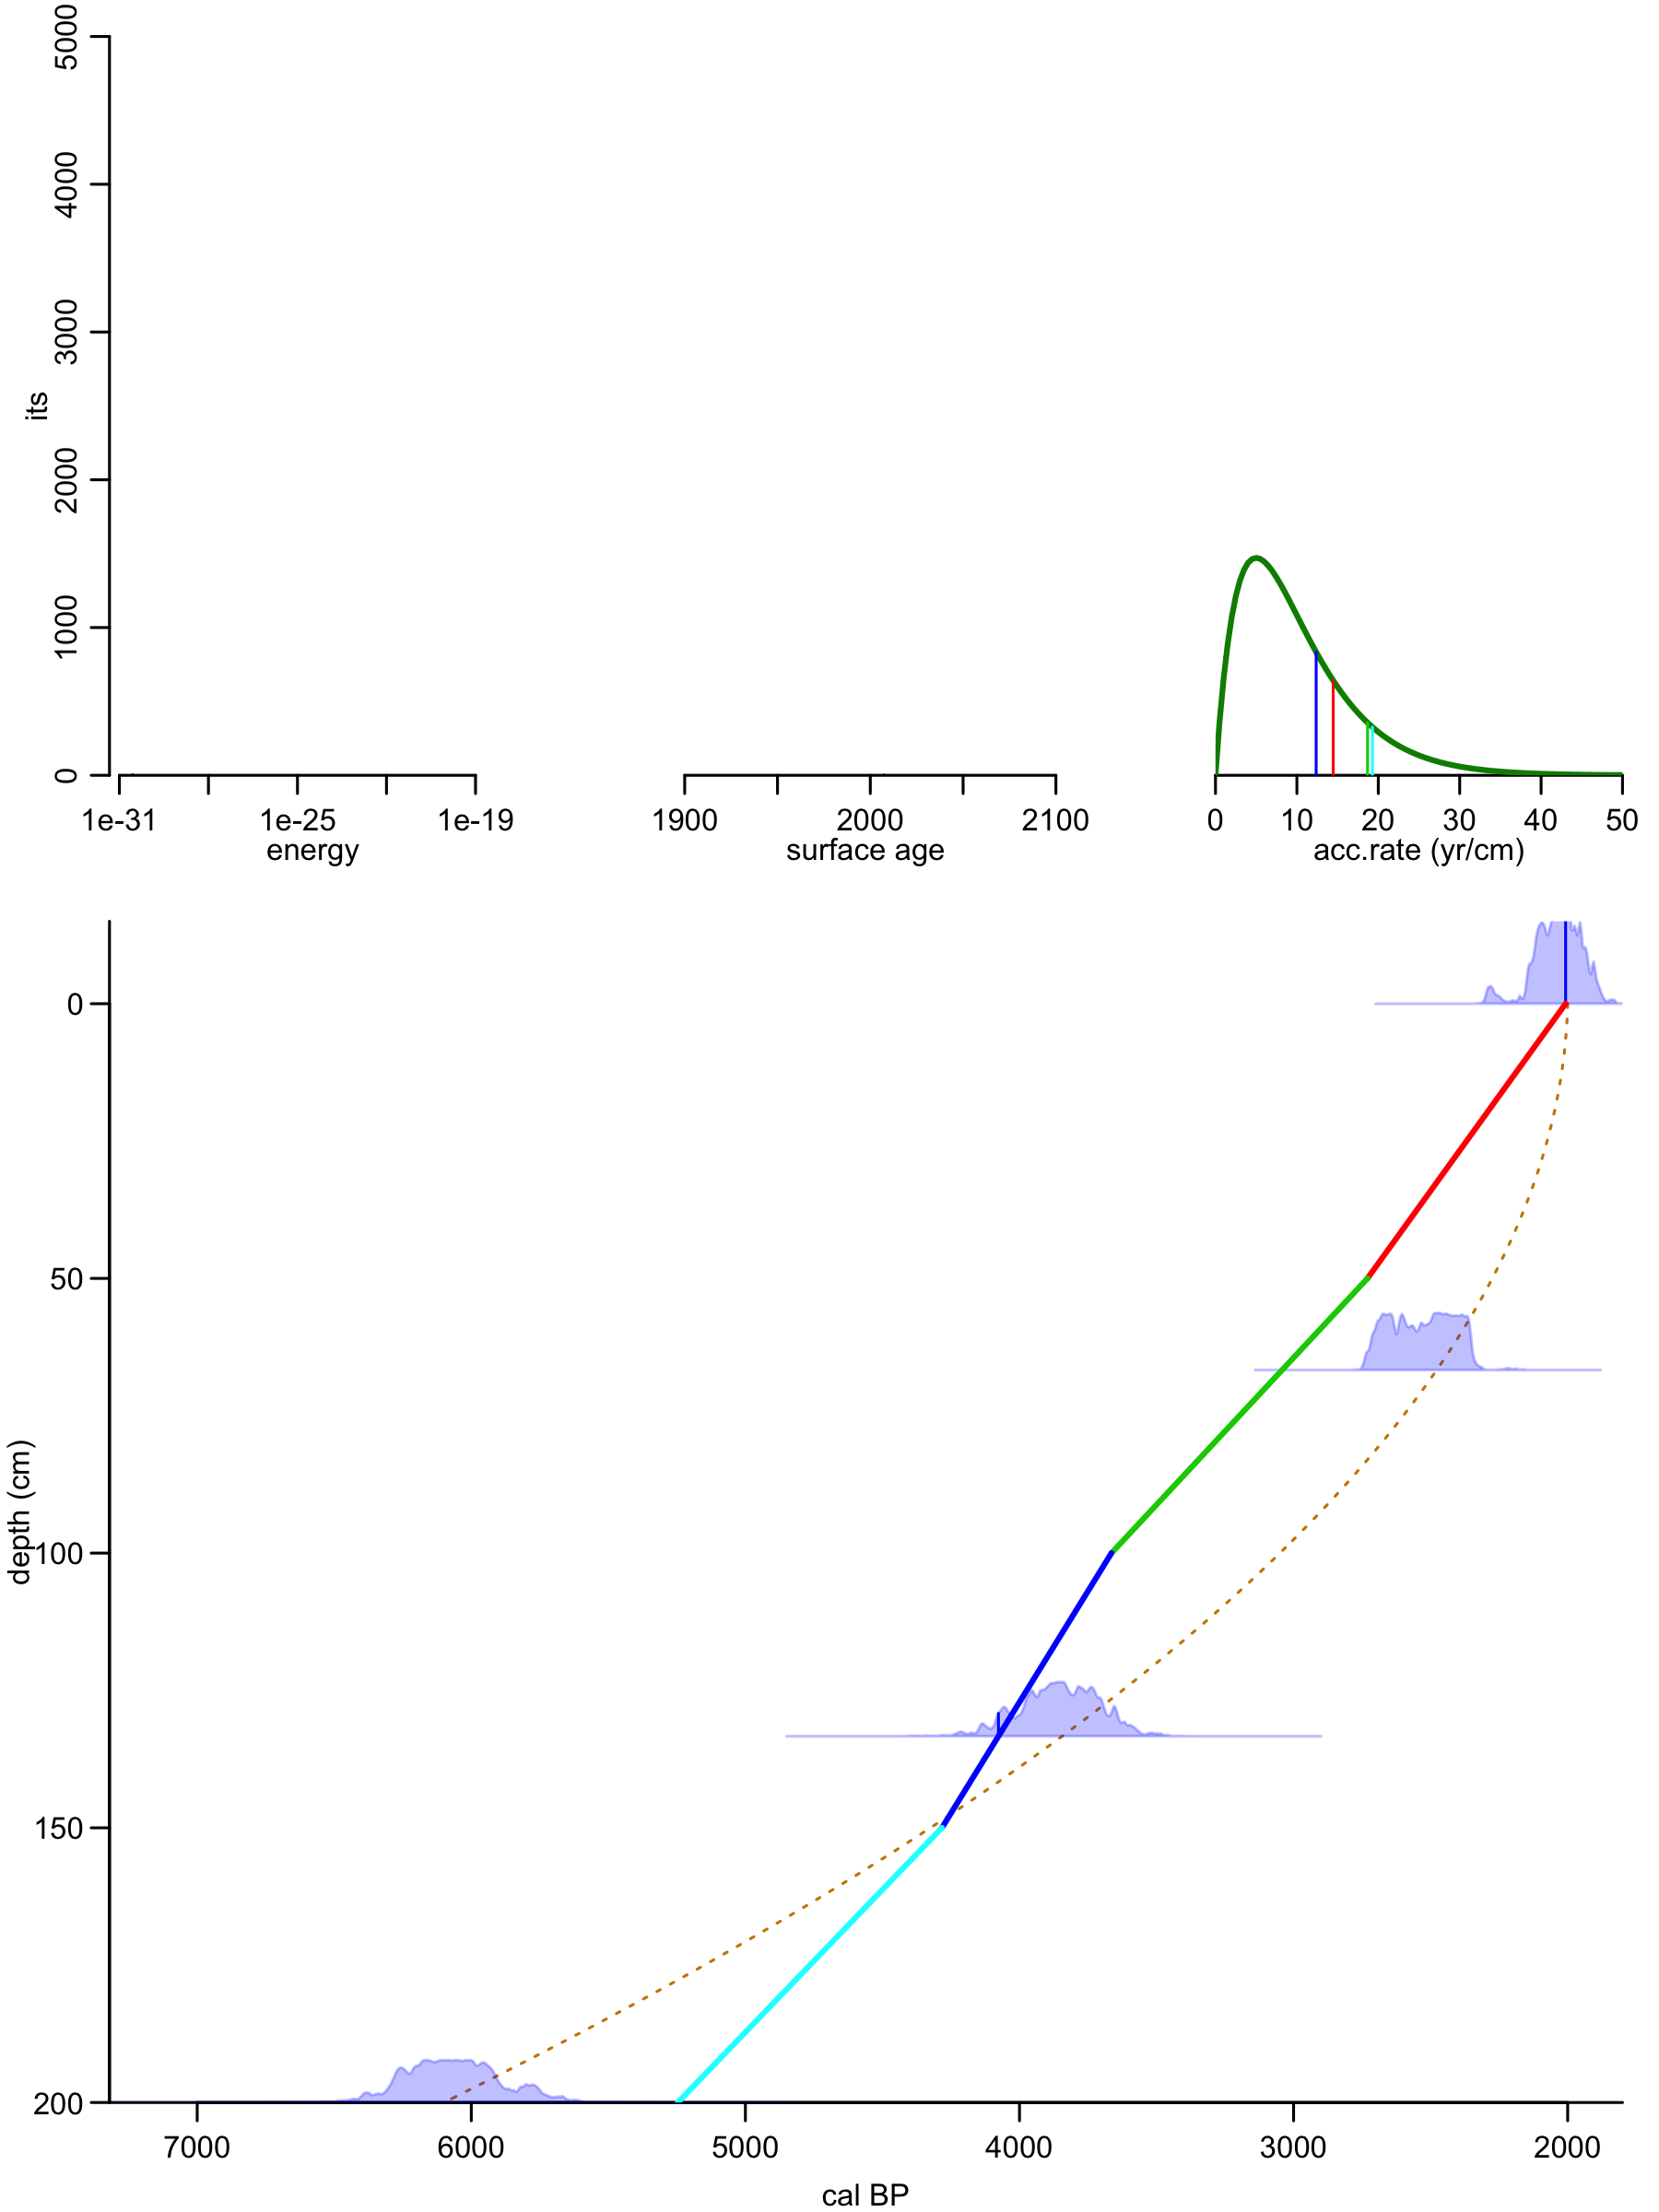 5000
4000
3000
2000
1000
0
its
1e-31 1e-25 1e-19
energy
1900 2000 2100
surface age
0 10 20 30 40 50
acc.rate (yr/cm)
0
50
100
150
200
depth (cm)
7000 6000 5000 4000 3000 2000
cal BP